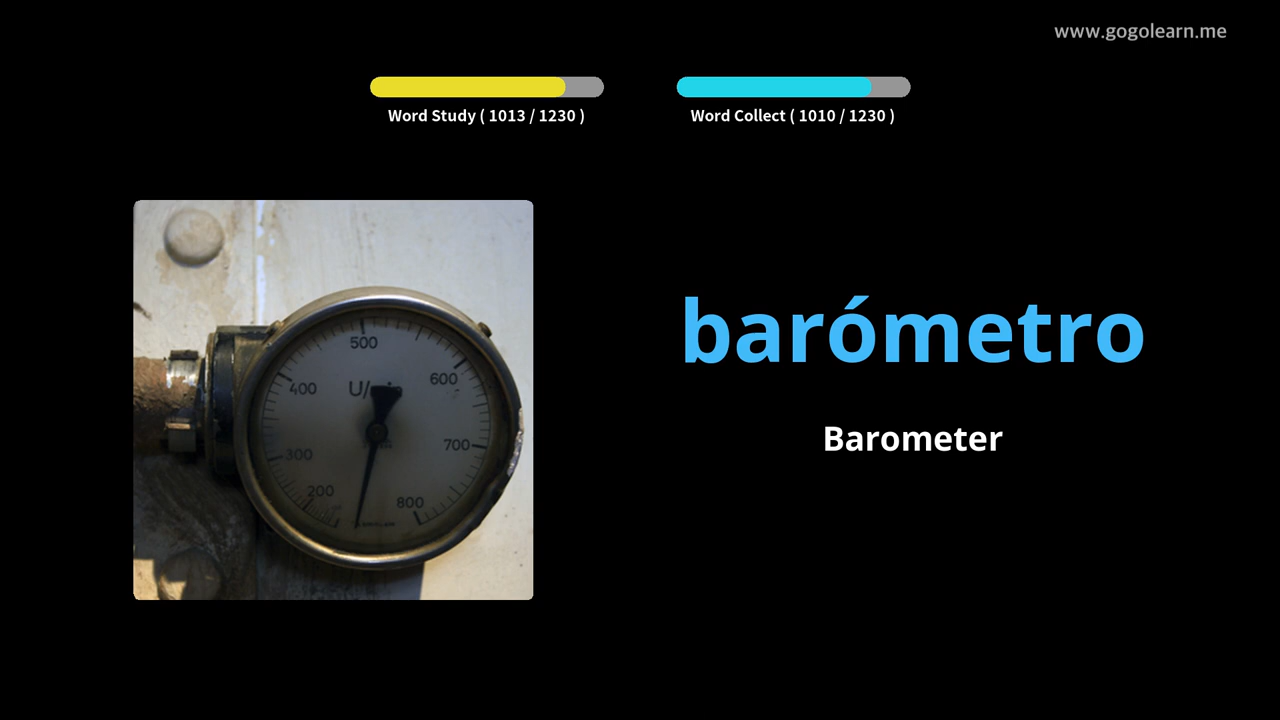 www.gogolearn.me
Word Study ( 1013 / 1230 )
Word Collect ( 1010 / 1230 )
500
400
600
300
700
200
800
barómetro
Barometer